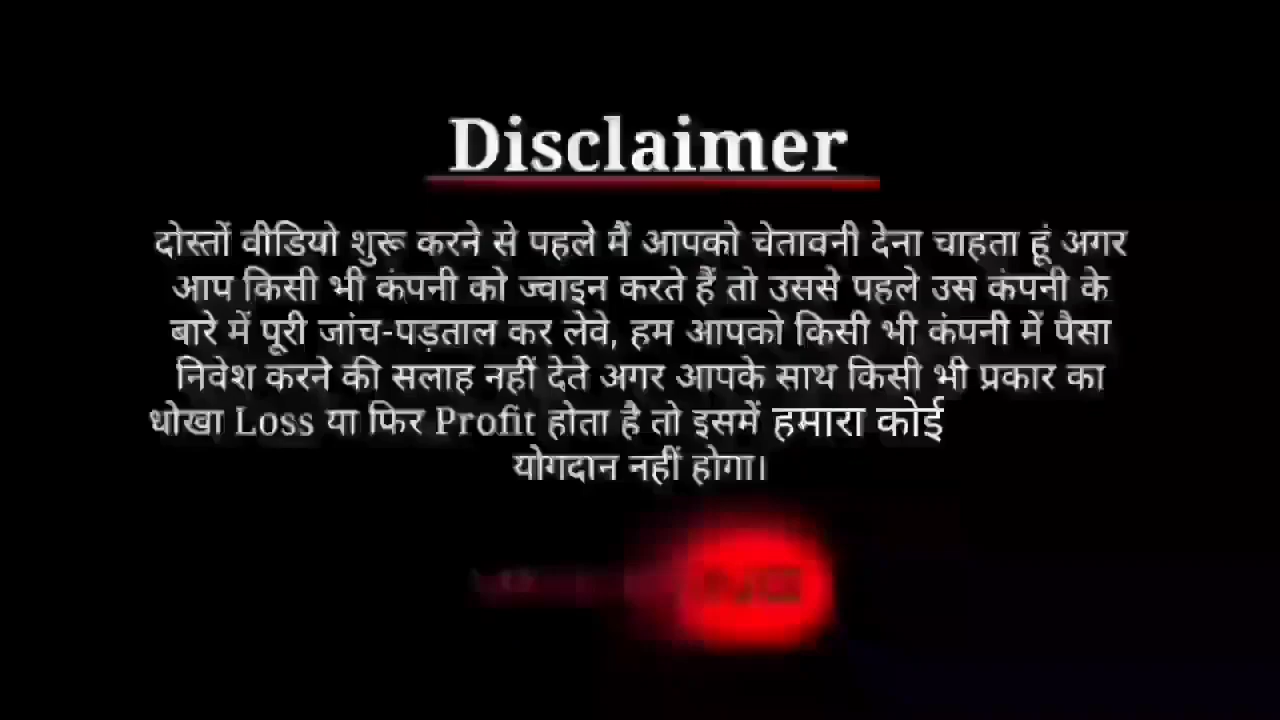 Disclaimer
दोस्तों वीडियो शुरू करने से पहले मैं आपको चेतावनी देना चाहता हूं अगर
आप किसी भी कंपनी को ज्वाइन करते हैं तो उससे पहले उस कंपनी के
बारे में पूरी जांच-पड़ताल कर लेवे, हम आपको किसी भी कंपनी में पैसा
निवेश करने की सलाह नहीं देते अगर आपके साथ किसी भी प्रकार का
धोखा Loss या फिर Profit होता है तो इसमें हमारा कोई
योगदान नहीं होगा।